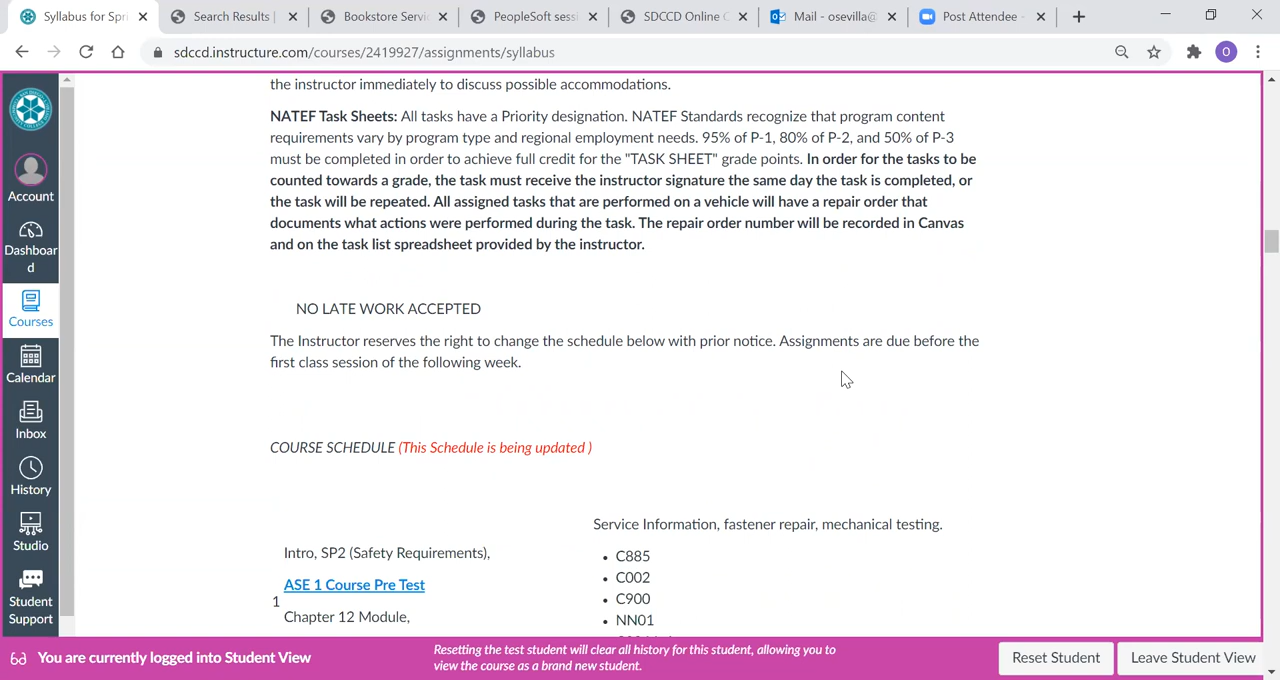 Syllabus for Spri
Search Results |
Bookstore Servic
PeopleSoft sessi
SDCCD Online C
Mail - osevilla@
Post Attendee -
sdccd.instructure.com/courses/2419927/assignments/syllabus
O
Account
Dashboar
d
Courses
Calendar
Inbox
History
Studio
Student
Support
the instructor immediately to discuss possible accommodations.
NATEF Task Sheets: All tasks have a Priority designation. NATEF Standards recognize that program content
requirements vary by program type and regional employment needs. 95% of P-1, 80% of P-2, and 50% of P-3
must be completed in order to achieve full credit for the "TASK SHEET" grade points. In order for the tasks to be
counted towards a grade, the task must receive the instructor signature the same day the task is completed, or
the task will be repeated. All assigned tasks that are performed on a vehicle will have a repair order that
documents what actions were performed during the task. The repair order number will be recorded in Canvas
and on the task list spreadsheet provided by the instructor.
NO LATE WORK ACCEPTED
The Instructor reserves the right to change the schedule below with prior notice. Assignments are due before the
first class session of the following week.
COURSE SCHEDULE (This Schedule is being updated )
Service Information, fastener repair, mechanical testing.
Intro, SP2 (Safety Requirements),
• C885
• C002
ASE 1 Course Pre Test
• C900
1
Chapter 12 Module,
• NN01
You are currently logged into Student View
Resetting the test student will clear all history for this student, allowing you to
view the course as a brand new student.
Reset Student
Leave Student View